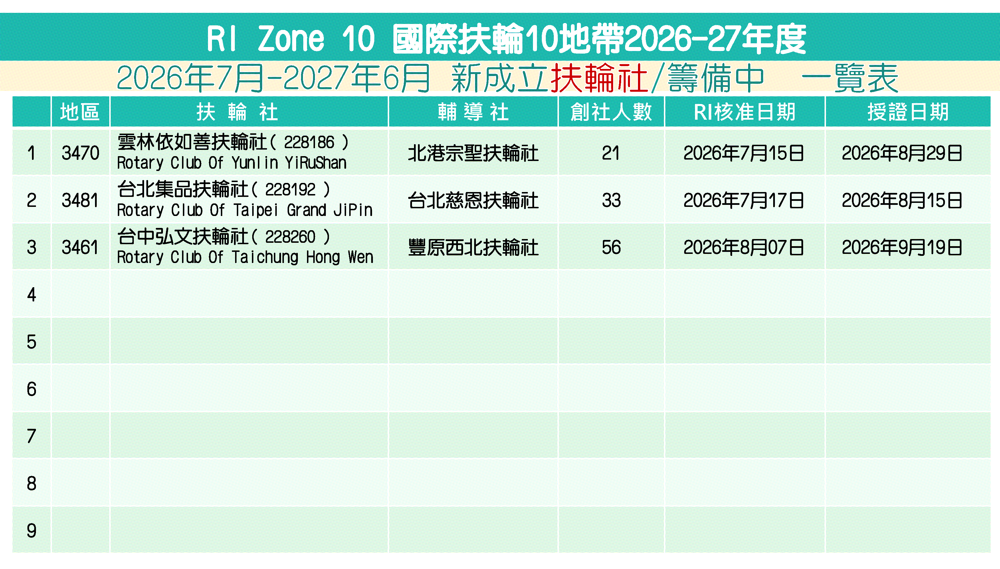 RI Zone 10 國際扶輪10地帶2026-27年度
2026年7月-2027年6月 新成立扶輪社/籌備中 一覽表
地區 扶輪社 輔導社 創社人數 RI核准日期 授證日期
1 3470 雲林依如善扶輪社( 228186 ) 北港宗聖扶輪社 21 2026年7月15日 2026年8月29日
Rotary Club Of Yunlin YiRuShan
2 3481 台北集品扶輪社( 228192 ) 台北慈恩扶輪社 33 2026年7月17日 2026年8月15日
Rotary Club Of Taipei Grand JiPin
3 3461 台中弘文扶輪社( 228260 ) 豐原西北扶輪社 56 2026年8月07日 2026年9月19日
Rotary Club Of Taichung Hong Wen
4
5
6
7
8
9